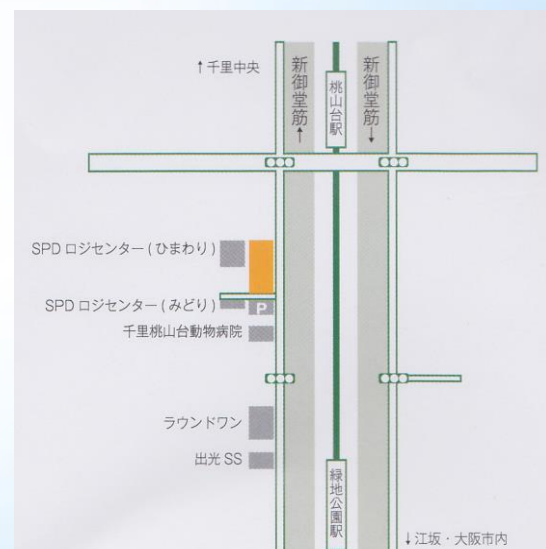 ↑千里中央
新御堂筋↑
桃山台駅
新御堂筋↓
SPD ロジセンター (ひまわり)
SPD ロジセンター (みどり)
P
千里桃山台動物病院
ラウンドワン
出光 SS
緑地公園駅
↓江坂・大阪市内